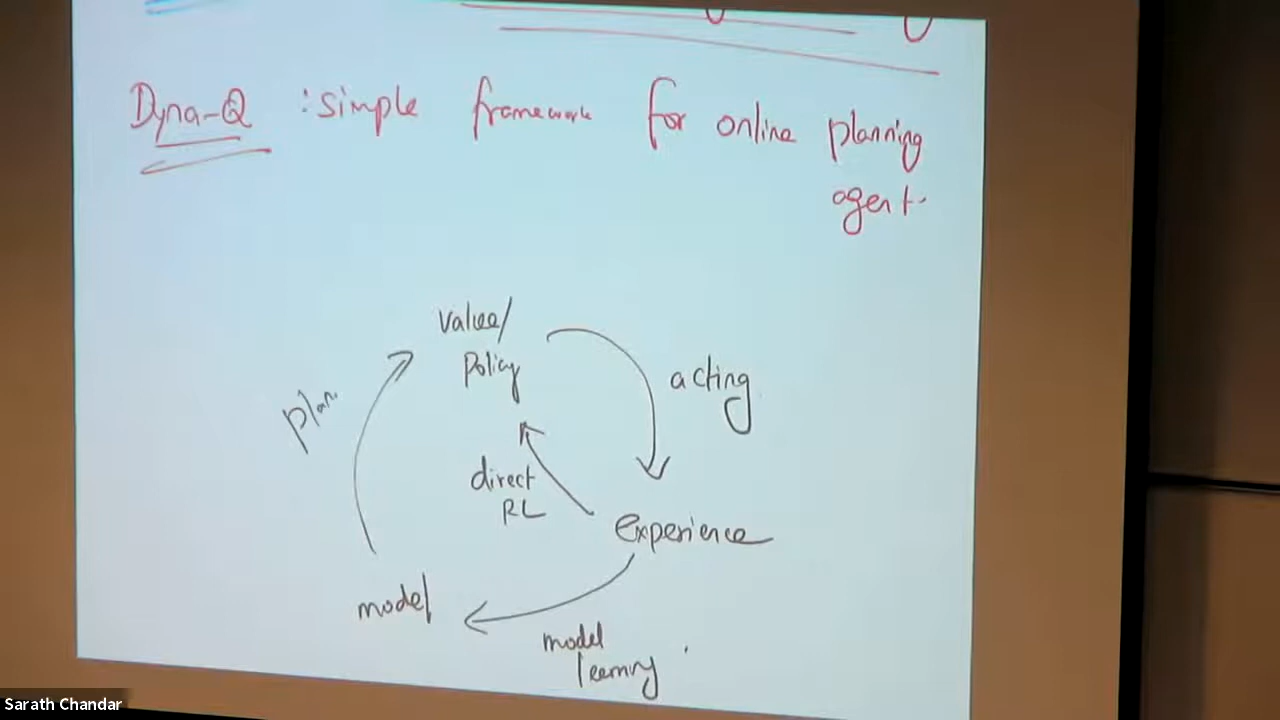 Dyna-Q : simple framework for online planning
agent.
value/
policy
acting
plan
direct
RL
experience
model
model
learning
Sarath Chandar